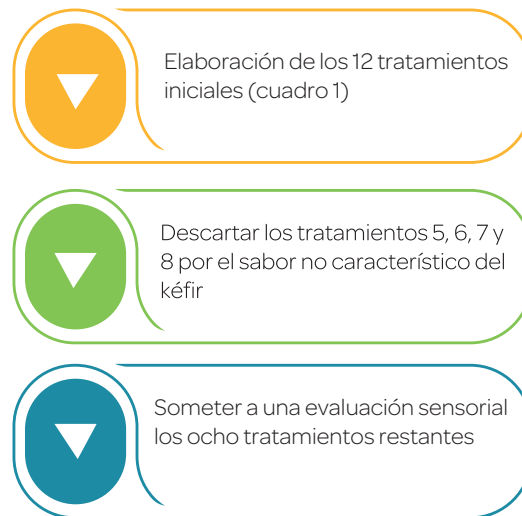 Elaboración de los 12 tratamientos
iniciales (cuadro 1)
Descartar los tratamientos 5, 6, 7 y
8 por el sabor no característico del
kéfir
Someter a una evaluación sensorial
los ocho tratamientos restantes